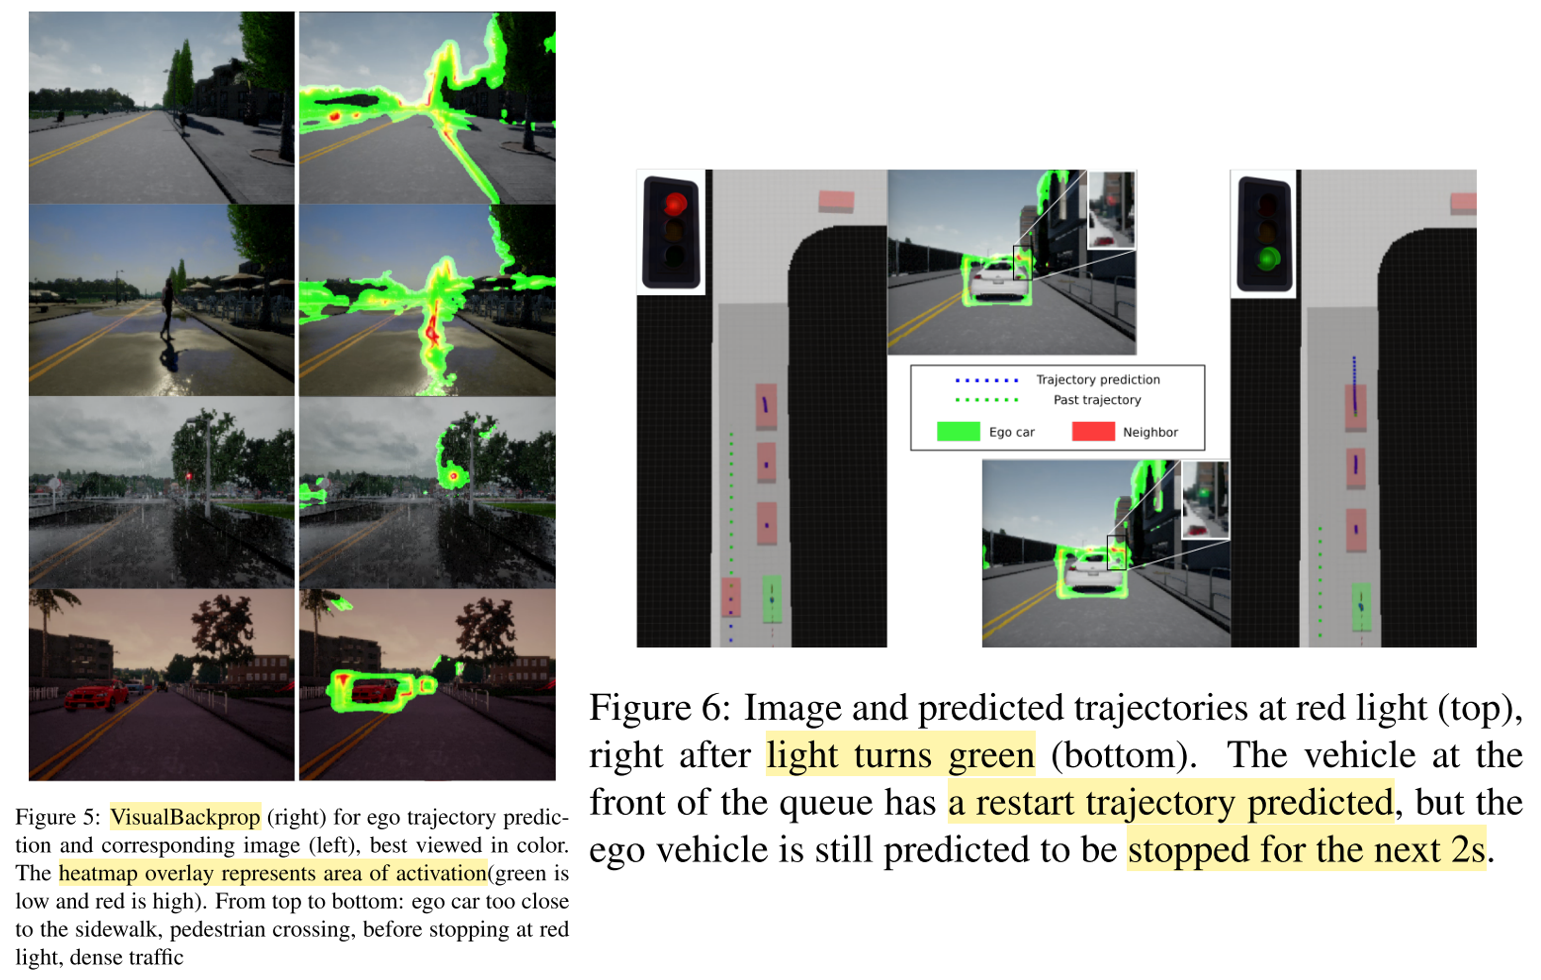 Trajectory prediction
Past trajectory
Ego car
Neighbor
Figure 5: VisualBackprop (right) for ego trajectory predic-
tion and corresponding image (left), best viewed in color.
The heatmap overlay represents area of activation(green is
low and red is high). From top to bottom: ego car too close
to the sidewalk, pedestrian crossing, before stopping at red
light, dense traffic
Figure 6: Image and predicted trajectories at red light (top),
right after light turns green (bottom). The vehicle at the
front of the queue has a restart trajectory predicted, but the
ego vehicle is still predicted to be stopped for the next 2s.